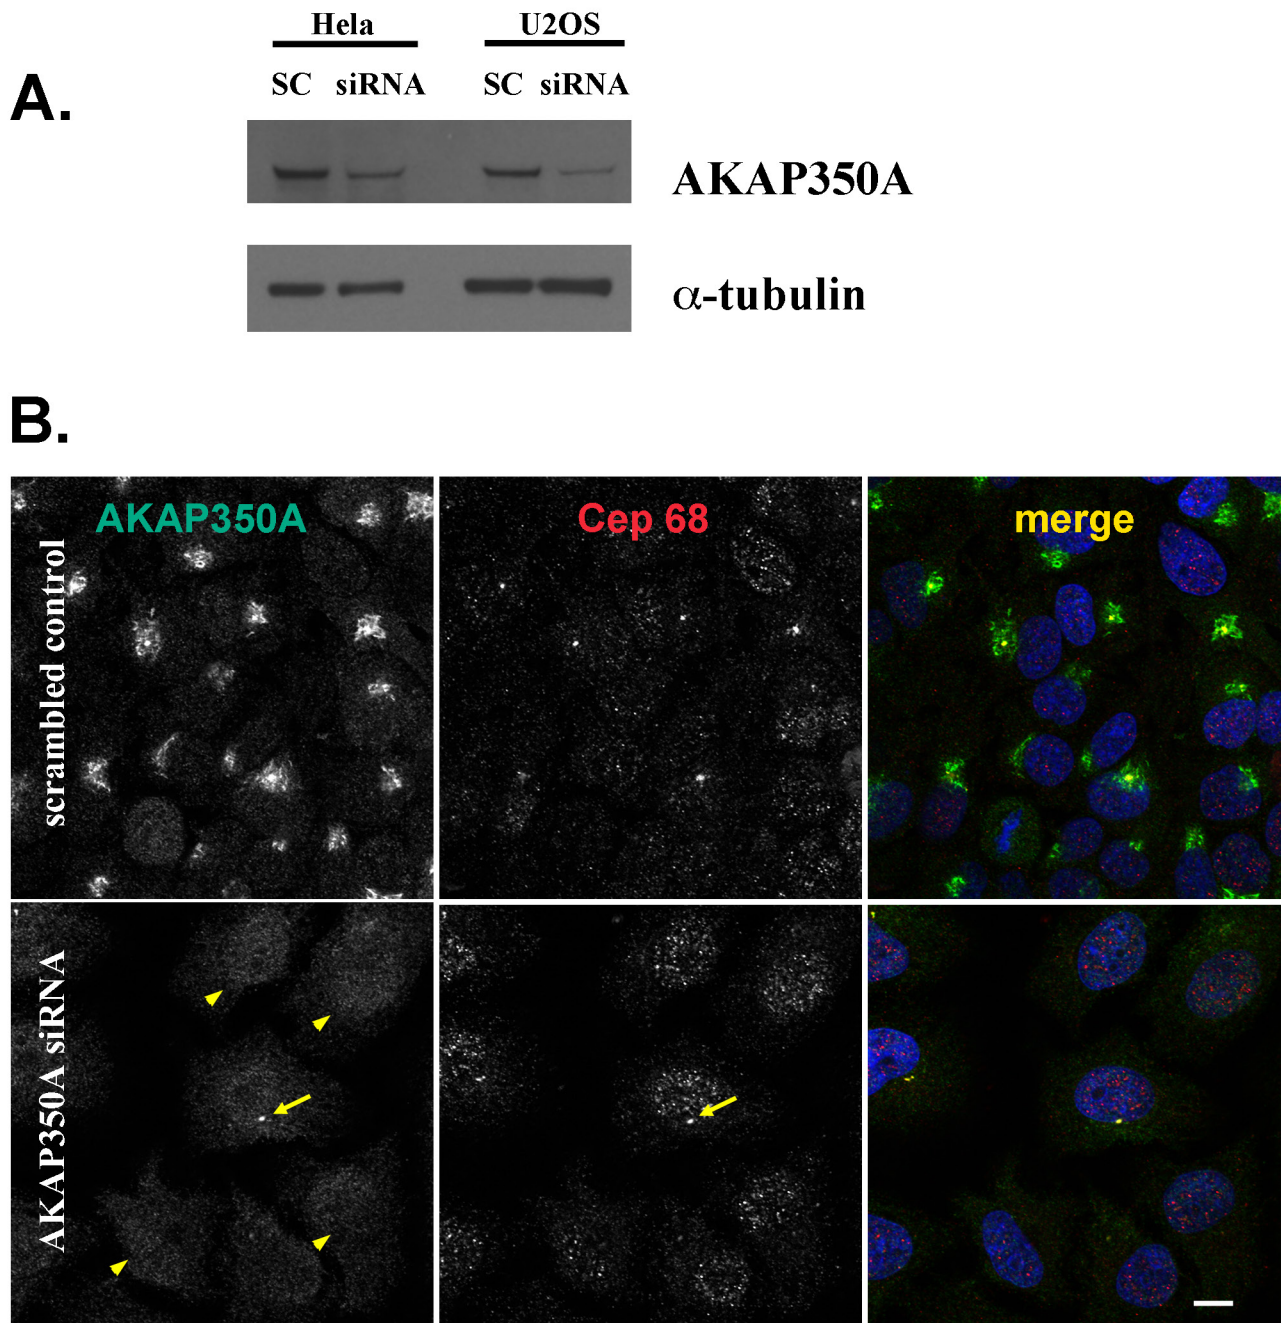 Hela U2OS
A. SC siRNA SC siRNA
AKAP350A
α-tubulin
B.
AKAP350A Cep 68 merge
scrambled control
AKAP350A siRNA